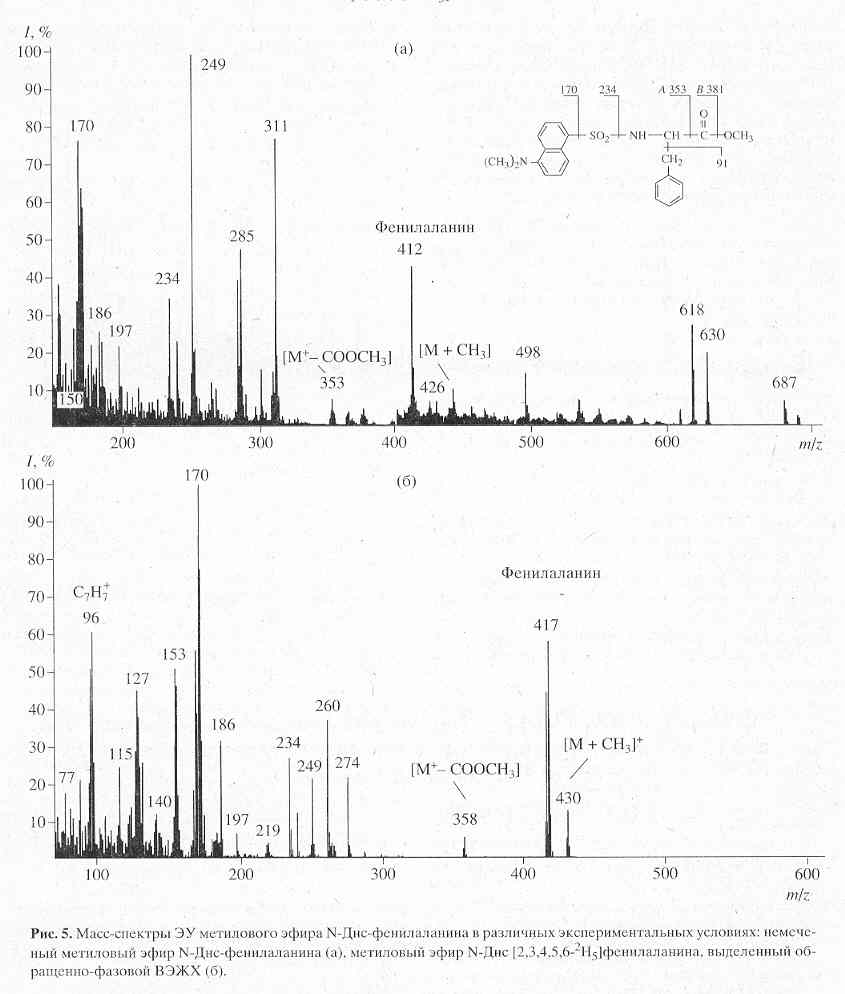 I, %
(а)
100
90
80
70
60
50
40
30
20
10
249
170
311
285
234
186
197
150
Фенилаланин
412
[M⁺– COOCH₃]
353
[M + CH₃]
426
498
618
630
687
200
300
400
500
600
m/z
170
234
A 353
B 381
O
SO₂
NH
CH
C
OCH₃
(CH₃)₂N
CH₂
91
I, %
(б)
100
90
80
70
60
50
40
30
20
10
170
C₇H₇⁺
96
153
127
115
77
140
186
197
219
234
249
260
274
Фенилаланин
417
[M + CH₃]⁺
430
[M⁺– COOCH₃]
358
100
200
300
400
500
600
m/z
Рис. 5. Масс-спектры ЭУ метилового эфира N-Днс-фенилаланина в различных экспериментальных условиях: немече-
ный метиловый эфир N-Днс-фенилаланина (а), метиловый эфир N-Днс [2,3,4,5,6-²H₅]фенилаланина, выделенный об-
ращенно-фазовой ВЭЖХ (б).